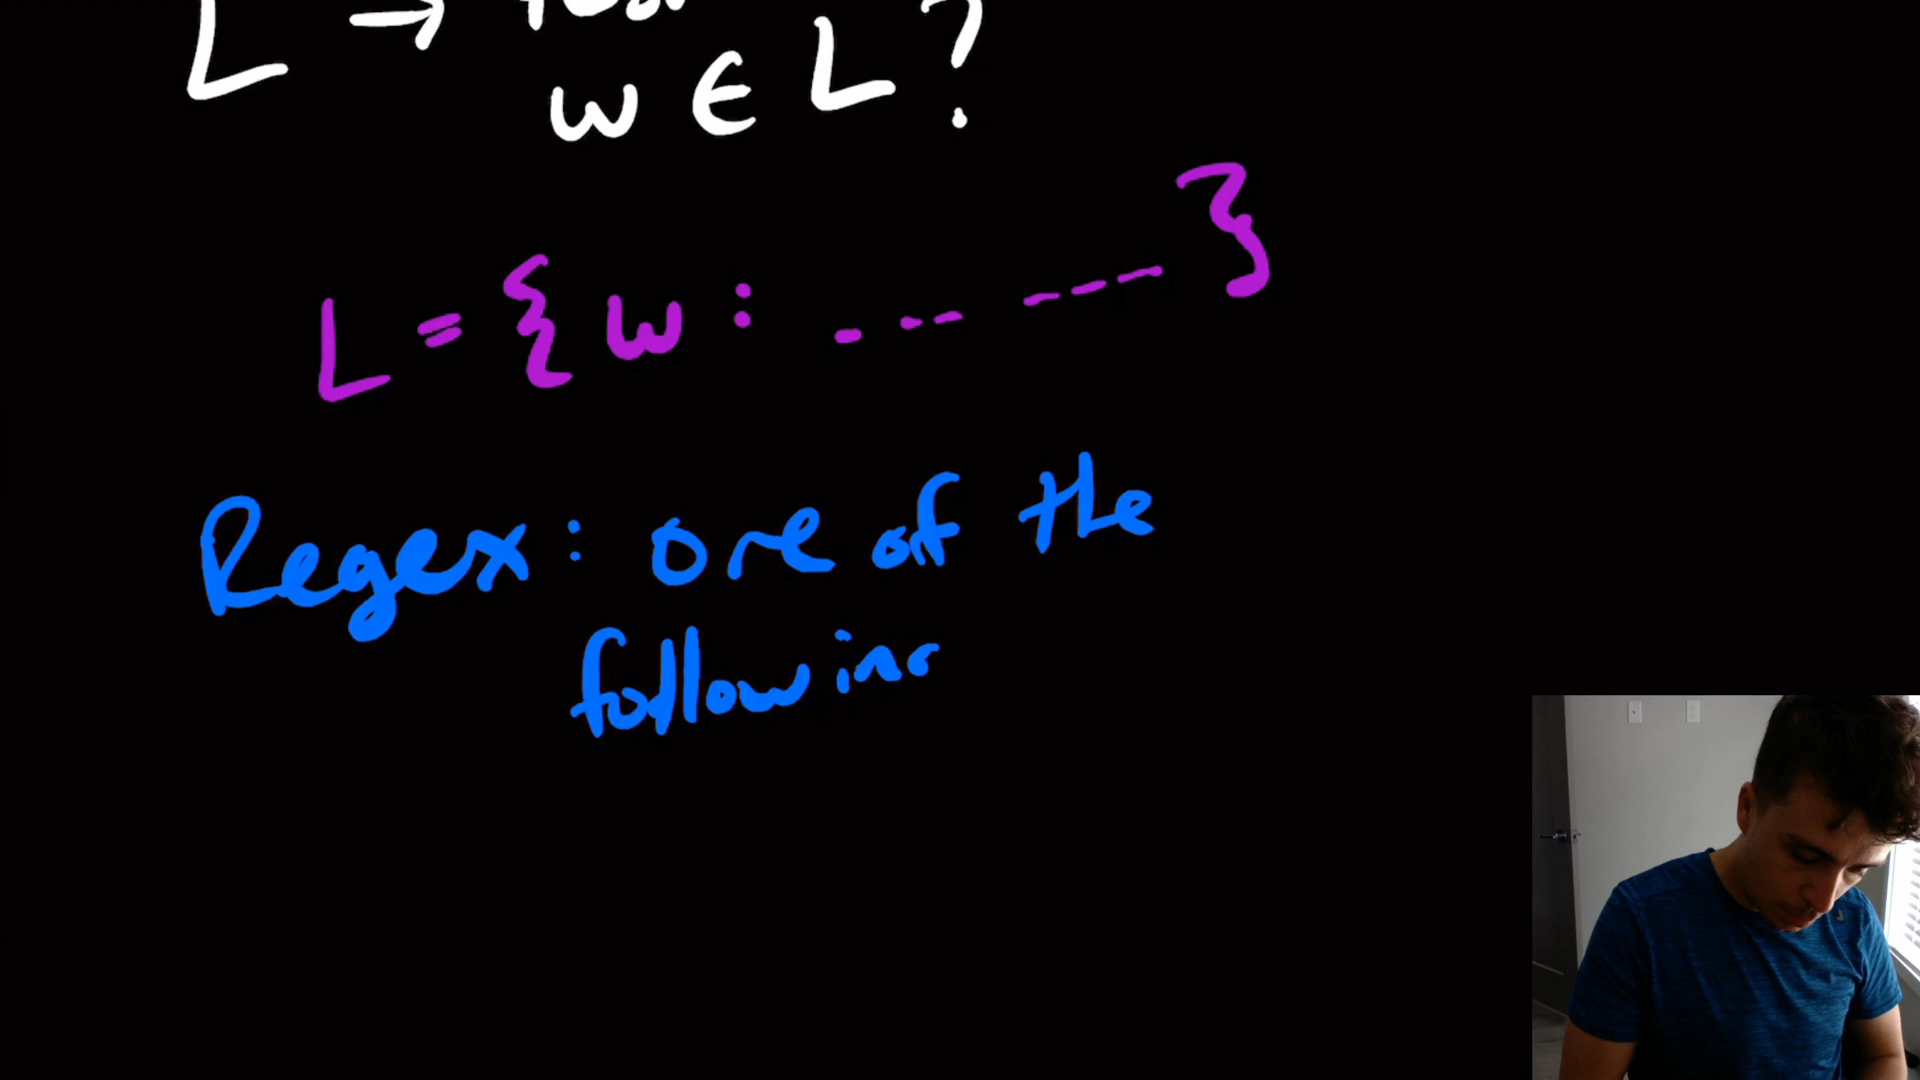 L →
w ∈ L ?
L = { w : _ _ _ _ _ _ }
Regex : one of the
following